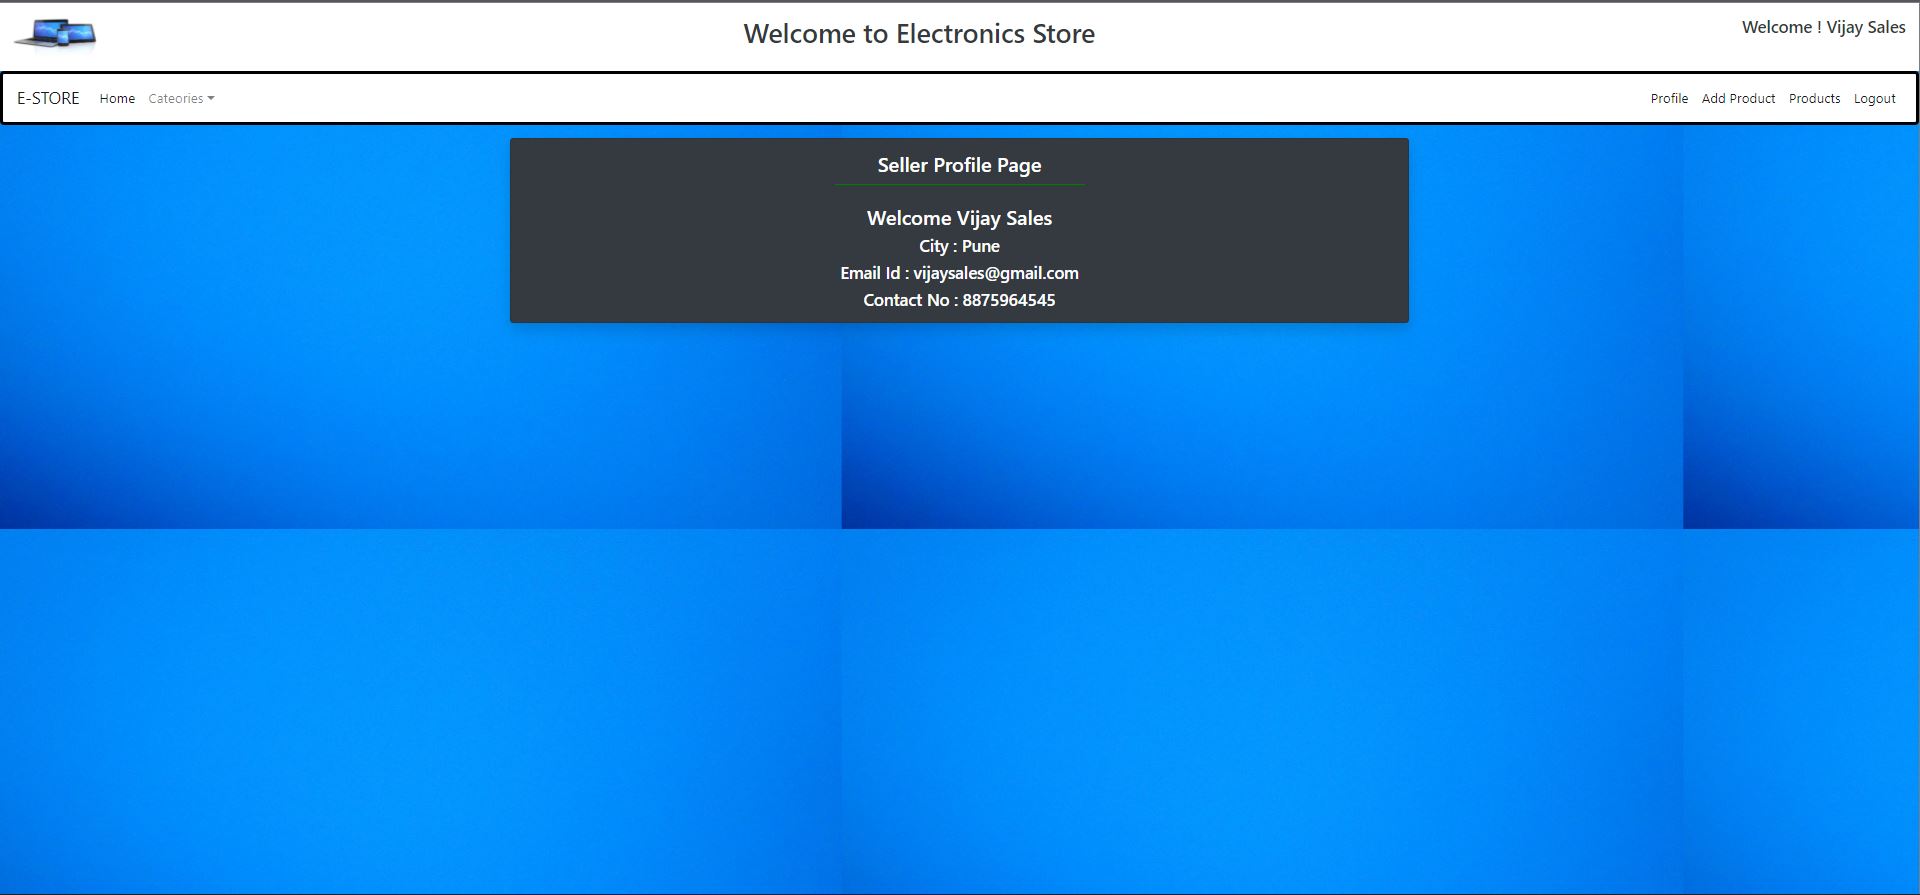 Welcome to Electronics Store
Welcome ! Vijay Sales
E-STORE Home Cateories Profile Add Product Products Logout
Seller Profile Page
Welcome Vijay Sales
City : Pune
Email Id : vijaysales@gmail.com
Contact No : 8875964545